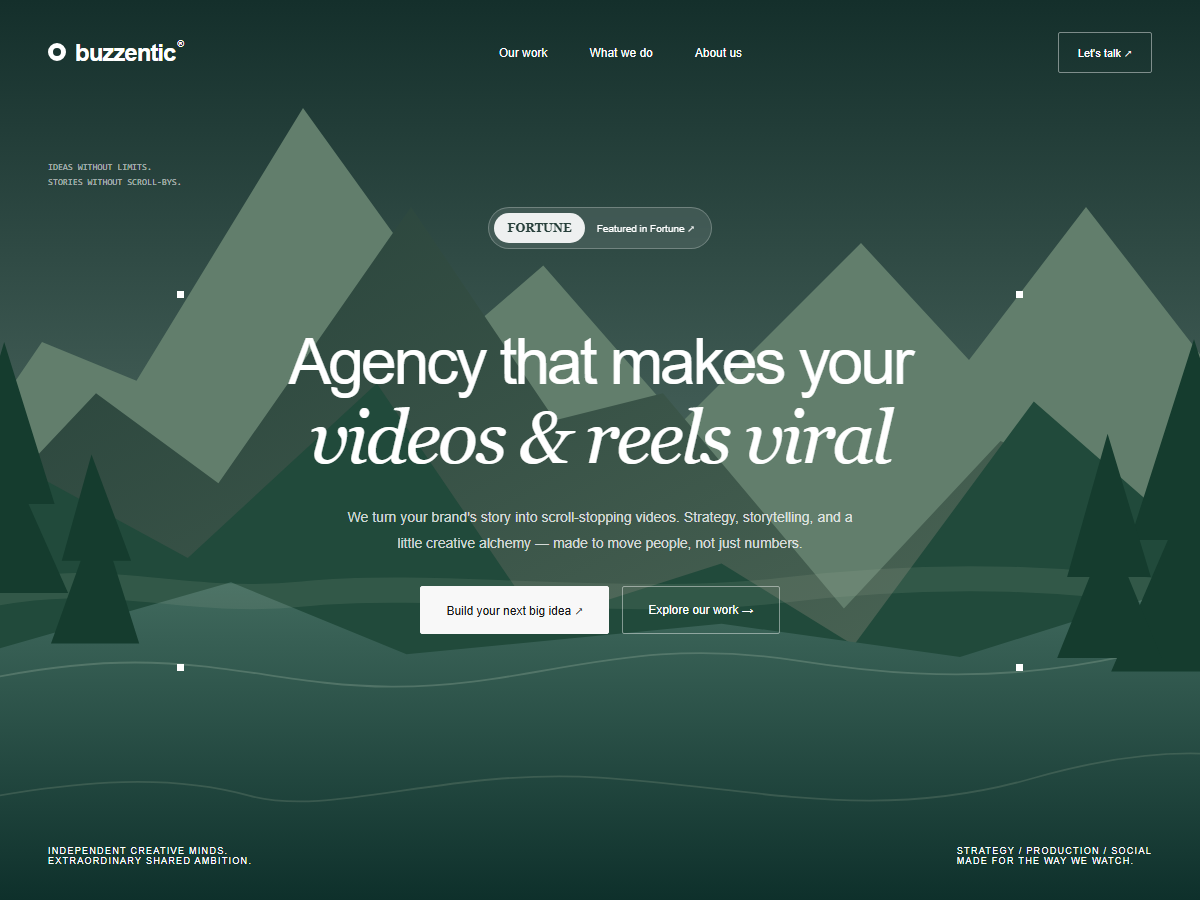 buzzentic®
Our work
What we do
About us
Let's talk ↗
IDEAS WITHOUT LIMITS.
STORIES WITHOUT SCROLL-BYS.
FORTUNE
Featured in Fortune ↗
Agency that makes your
videos & reels viral
We turn your brand's story into scroll-stopping videos. Strategy, storytelling, and a
little creative alchemy — made to move people, not just numbers.
Build your next big idea ↗
Explore our work →
INDEPENDENT CREATIVE MINDS.
EXTRAORDINARY SHARED AMBITION.
STRATEGY / PRODUCTION / SOCIAL
MADE FOR THE WAY WE WATCH.